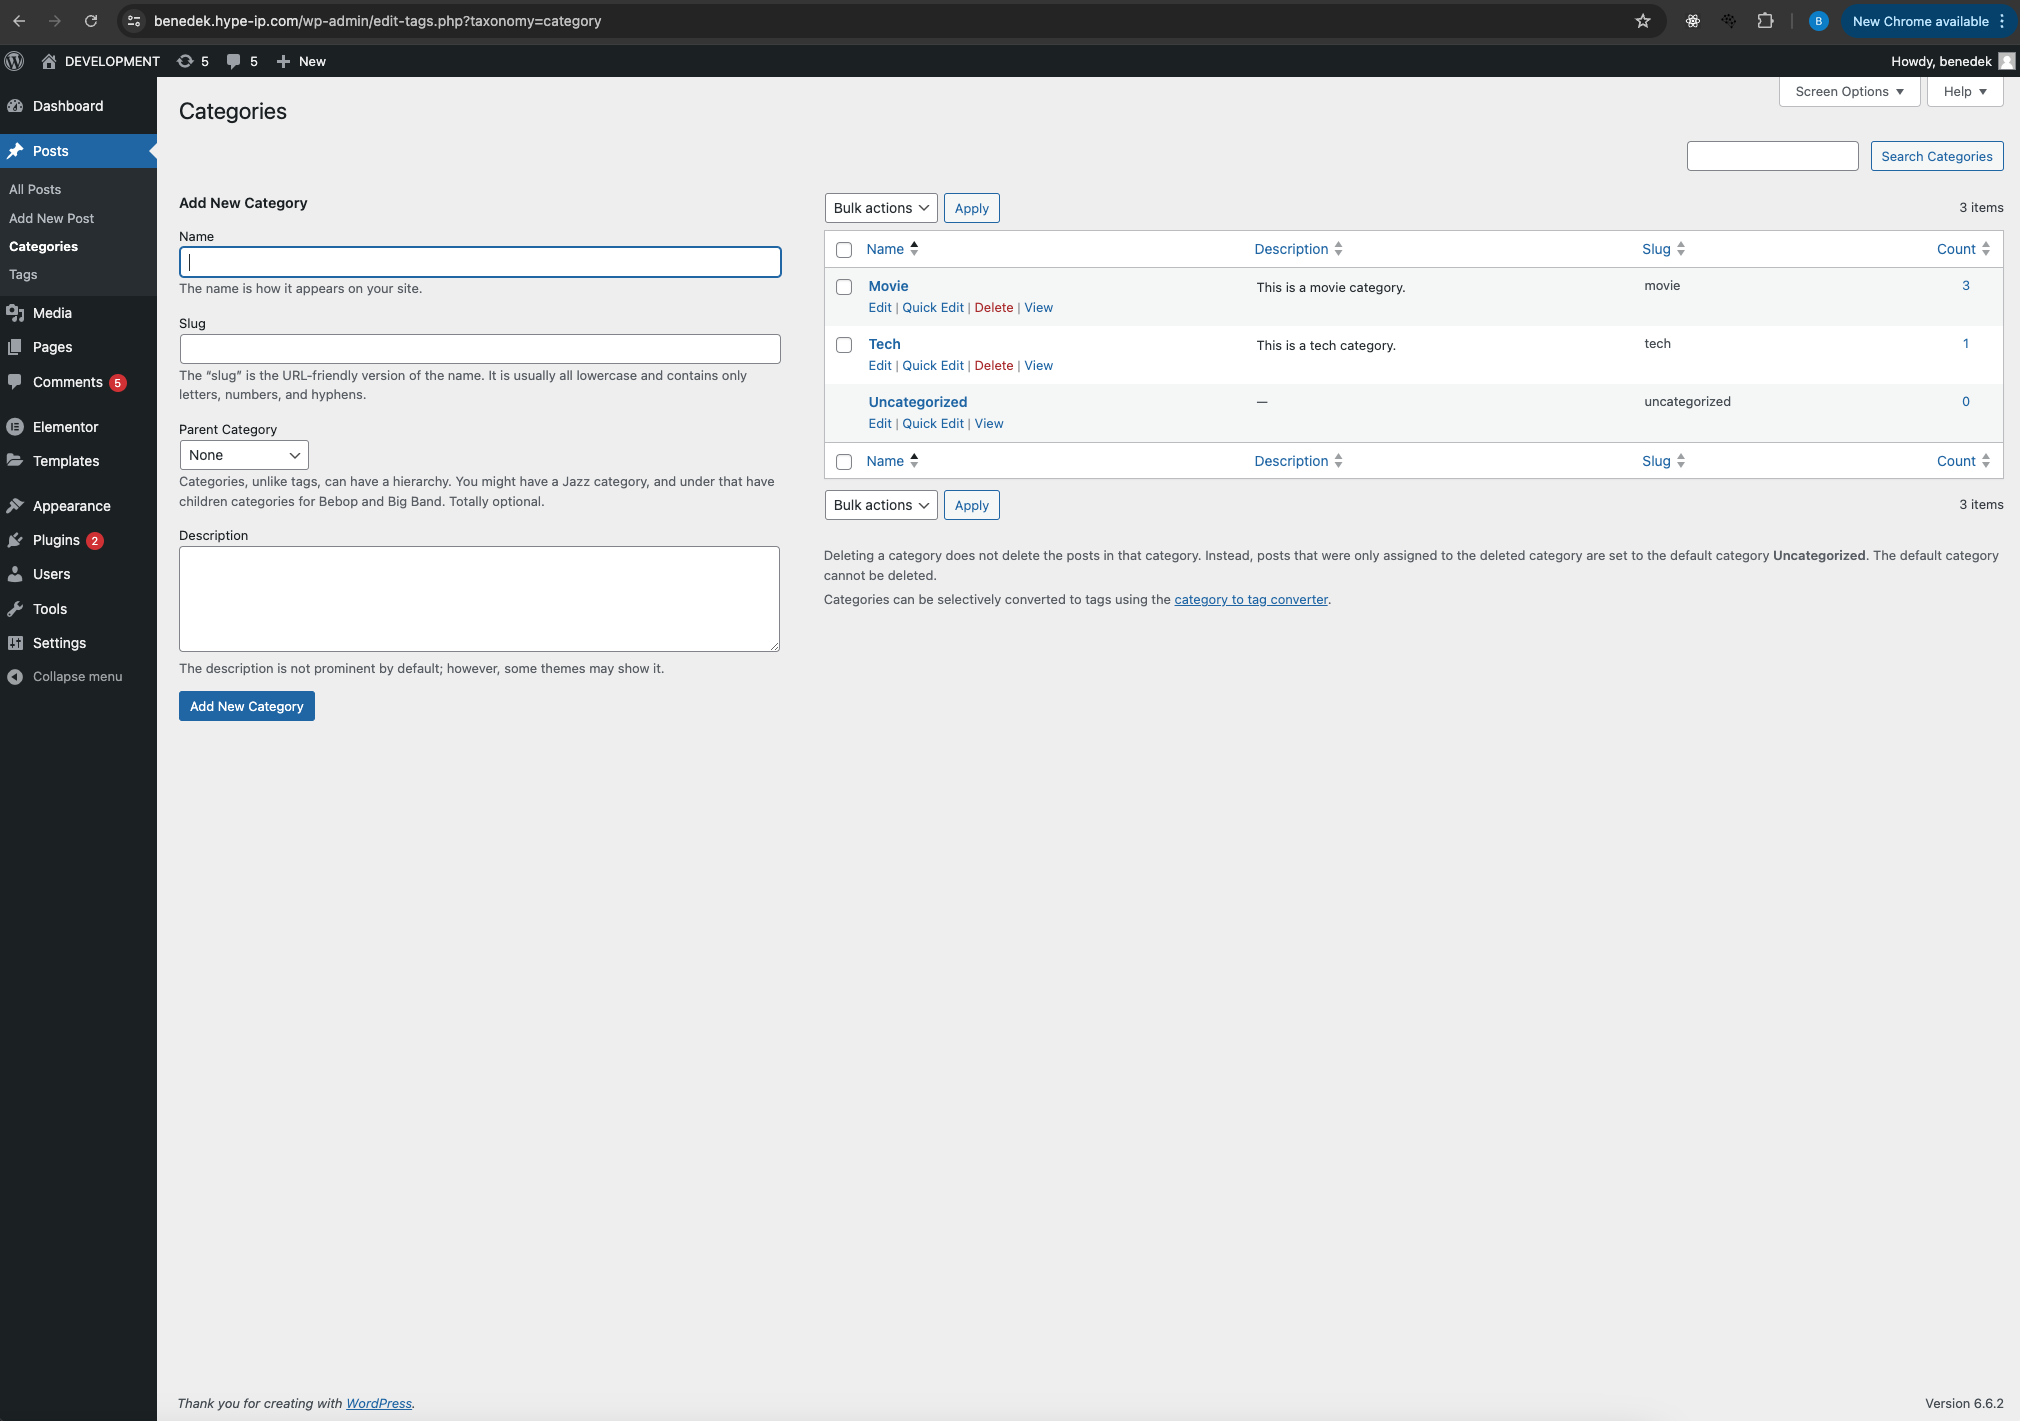 benedek.hype-ip.com/wp-admin/edit-tags.php?taxonomy=category
B
New Chrome available
DEVELOPMENT
5
5
New
Howdy, benedek
Dashboard
Posts
All Posts
Add New Post
Categories
Tags
Media
Pages
Comments 5
Elementor
Templates
Appearance
Plugins 2
Users
Tools
Settings
Collapse menu
Categories
Screen Options
Help
Search Categories
Add New Category
Name
The name is how it appears on your site.
Slug
The “slug” is the URL-friendly version of the name. It is usually all lowercase and contains only
letters, numbers, and hyphens.
Parent Category
None
Categories, unlike tags, can have a hierarchy. You might have a Jazz category, and under that have
children categories for Bebop and Big Band. Totally optional.
Description
The description is not prominent by default; however, some themes may show it.
Add New Category
Bulk actions
Apply
3 items
Name Description Slug Count
Movie This is a movie category. movie 3
Edit | Quick Edit | Delete | View
Tech This is a tech category. tech 1
Edit | Quick Edit | Delete | View
Uncategorized — uncategorized 0
Edit | Quick Edit | View
Name Description Slug Count
Bulk actions
Apply
3 items
Deleting a category does not delete the posts in that category. Instead, posts that were only assigned to the deleted category are set to the default category Uncategorized. The default category
cannot be deleted.
Categories can be selectively converted to tags using the category to tag converter.
Thank you for creating with WordPress.
Version 6.6.2